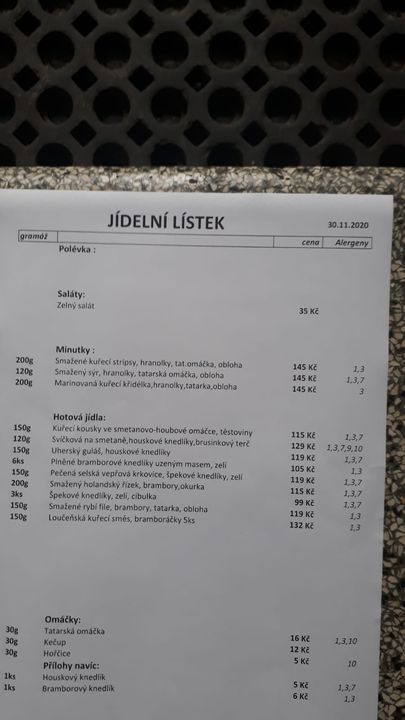 JÍDELNÍ LÍSTEK
30.11.2020
gramáž cena Alergeny
Polévka :
Saláty:
Zelný salát 35 Kč
Minutky :
200g Smažené kuřecí stripsy, hranolky, tat.omáčka, obloha 145 Kč 1,3
120g Smažený sýr, hranolky, tatarská omáčka, obloha 145 Kč 1,3,7
200g Marinovaná kuřecí křidélka,hranolky,tatarka,obloha 145 Kč 3
Hotová jídla:
150g Kuřecí kousky ve smetanovo-houbové omáčce, těstoviny 115 Kč 1,3,7
120g Svíčková na smetaně,houskové knedlíky,brusinkový terč 129 Kč 1,3,7,9,10
150g Uherský guláš, houskové knedlíky 119 Kč 1,3,7
6ks Plněné bramborové knedlíky uzeným masem, zelí 105 Kč 1,3
150g Pečená selská vepřová krkovice, špekové knedlíky, zelí 119 Kč 1,3,7
200g Smažený holandský řízek, brambory,okurka 115 Kč 1,3,7
3ks Špekové knedlíky, zelí, cibulka 99 Kč 1,3,7
150g Smažené rybí file, brambory, tatarka, obloha 119 Kč 1,3
150g Loučeňská kuřecí směs, bramboráčky 5ks 132 Kč 1,3
Omáčky:
30g Tatarská omáčka 16 Kč 1,3,10
30g Kečup 12 Kč
30g Hořčice 5 Kč 10
Přílohy navíc:
1ks Houskový knedlík 5 Kč 1,3,7
1ks Bramborový knedlík 6 Kč 1,3